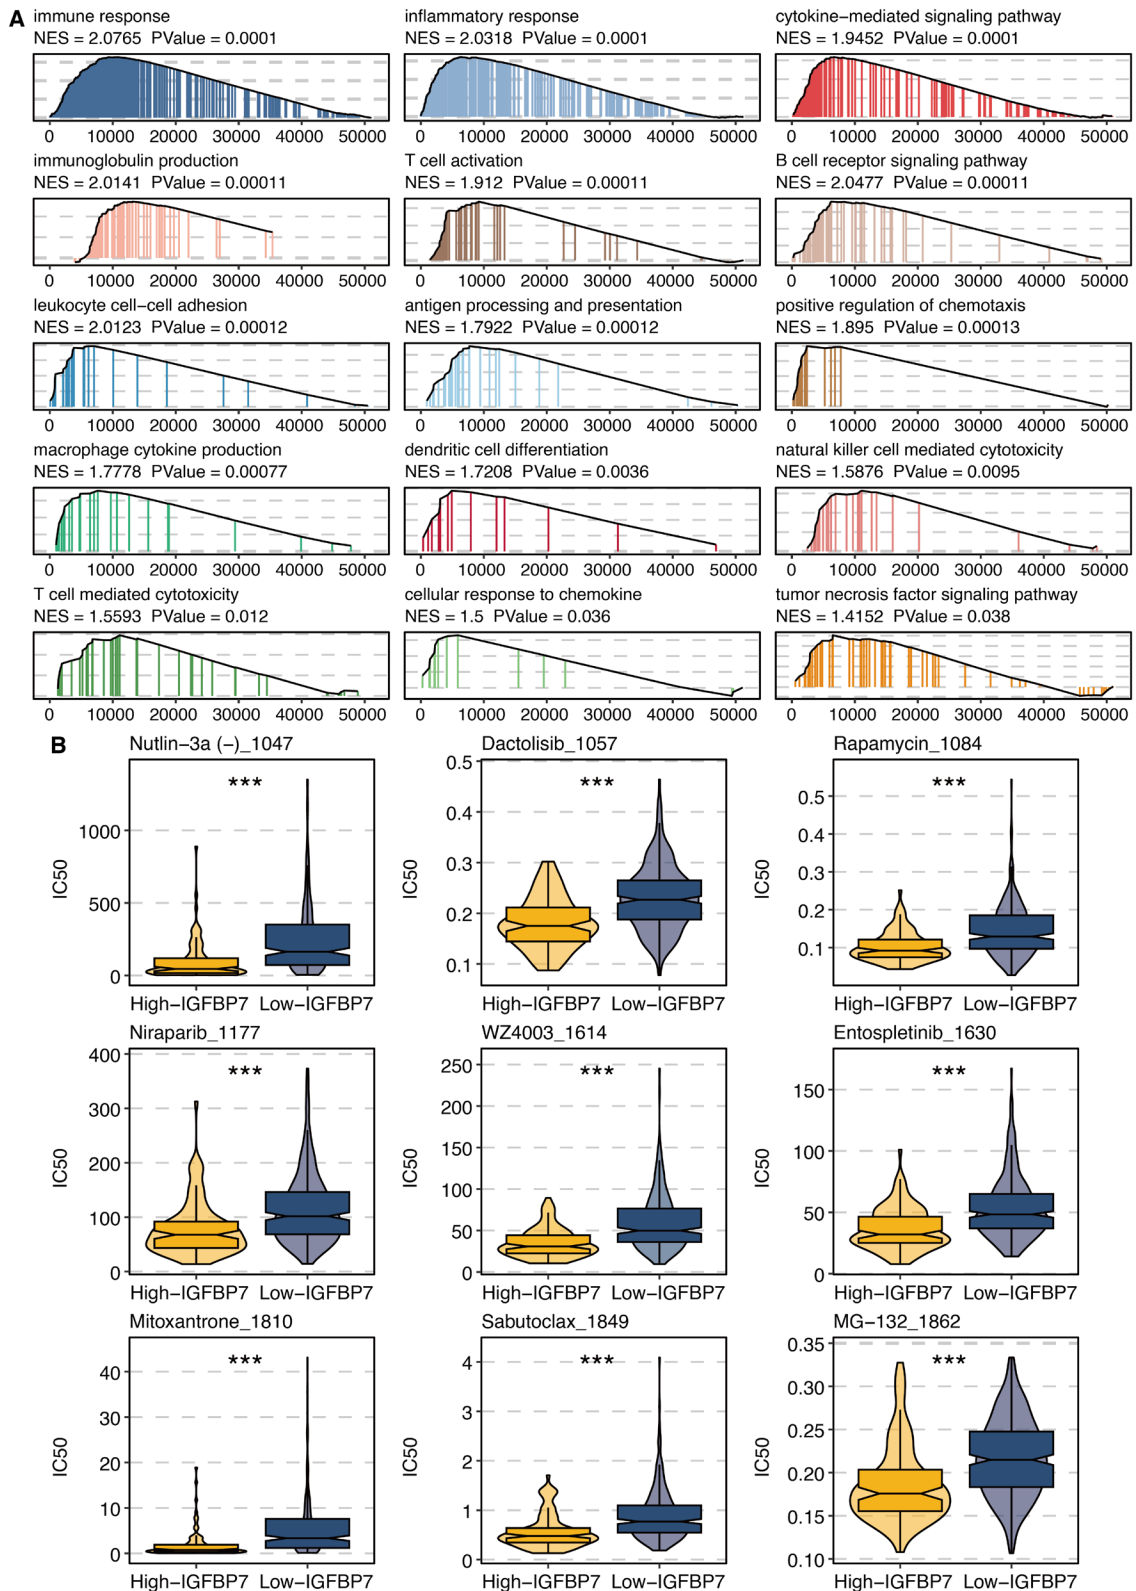 A
immune response
NES = 2.0765 PValue = 0.0001
0 10000 20000 30000 40000 50000
inflammatory response
NES = 2.0318 PValue = 0.0001
0 10000 20000 30000 40000 50000
cytokine−mediated signaling pathway
NES = 1.9452 PValue = 0.0001
0 10000 20000 30000 40000 50000
immunoglobulin production
NES = 2.0141 PValue = 0.00011
0 10000 20000 30000 40000 50000
T cell activation
NES = 1.912 PValue = 0.00011
0 10000 20000 30000 40000 50000
B cell receptor signaling pathway
NES = 2.0477 PValue = 0.00011
0 10000 20000 30000 40000 50000
leukocyte cell−cell adhesion
NES = 2.0123 PValue = 0.00012
0 10000 20000 30000 40000 50000
antigen processing and presentation
NES = 1.7922 PValue = 0.00012
0 10000 20000 30000 40000 50000
positive regulation of chemotaxis
NES = 1.895 PValue = 0.00013
0 10000 20000 30000 40000 50000
macrophage cytokine production
NES = 1.7778 PValue = 0.00077
0 10000 20000 30000 40000 50000
dendritic cell differentiation
NES = 1.7208 PValue = 0.0036
0 10000 20000 30000 40000 50000
natural killer cell mediated cytotoxicity
NES = 1.5876 PValue = 0.0095
0 10000 20000 30000 40000 50000
T cell mediated cytotoxicity
NES = 1.5593 PValue = 0.012
0 10000 20000 30000 40000 50000
cellular response to chemokine
NES = 1.5 PValue = 0.036
0 10000 20000 30000 40000 50000
tumor necrosis factor signaling pathway
NES = 1.4152 PValue = 0.038
0 10000 20000 30000 40000 50000
B
Nutlin−3a (−)_1047
***
IC50
1000
500
0
High−IGFBP7 Low−IGFBP7
Dactolisib_1057
***
IC50
0.5
0.4
0.3
0.2
0.1
High−IGFBP7 Low−IGFBP7
Rapamycin_1084
***
IC50
0.5
0.4
0.3
0.2
0.1
High−IGFBP7 Low−IGFBP7
Niraparib_1177
***
IC50
400
300
200
100
0
High−IGFBP7 Low−IGFBP7
WZ4003_1614
***
IC50
250
200
150
100
50
0
High−IGFBP7 Low−IGFBP7
Entospletinib_1630
***
IC50
150
100
50
0
High−IGFBP7 Low−IGFBP7
Mitoxantrone_1810
***
IC50
40
30
20
10
0
High−IGFBP7 Low−IGFBP7
Sabutoclax_1849
***
IC50
4
3
2
1
0
High−IGFBP7 Low−IGFBP7
MG−132_1862
***
IC50
0.35
0.30
0.25
0.20
0.15
0.10
High−IGFBP7 Low−IGFBP7